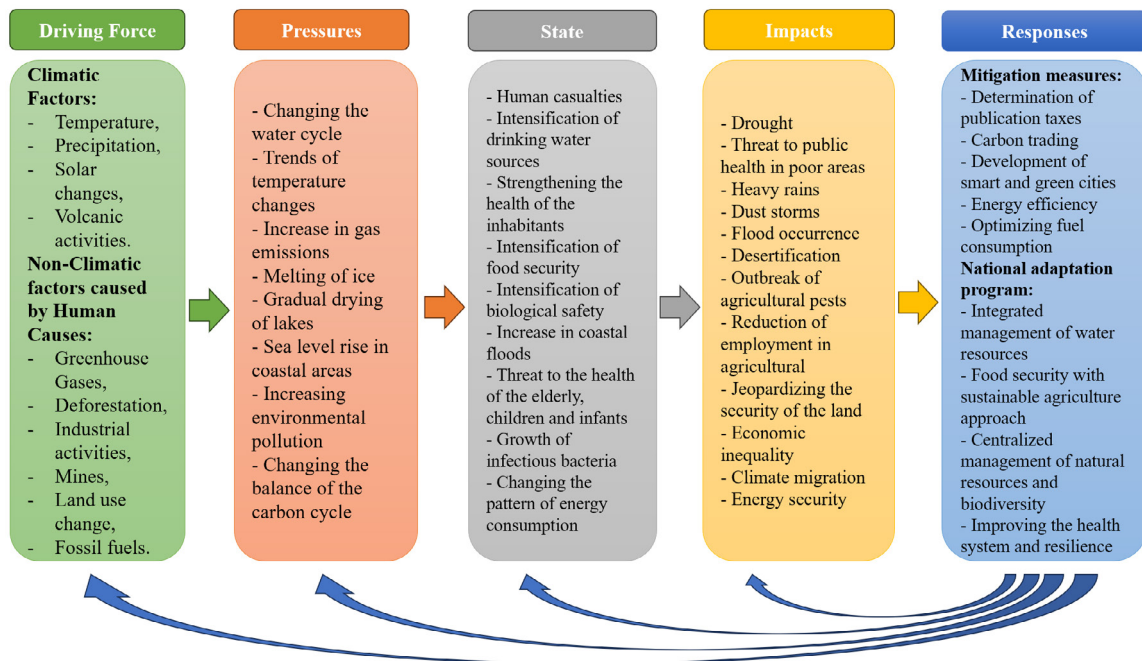 Driving Force
Climatic
Factors:
- Temperature,
- Precipitation,
- Solar
changes,
- Volcanic
activities.
Non-Climatic
factors caused
by Human
Causes:
- Greenhouse
Gases,
- Deforestation,
- Industrial
activities,
- Mines,
- Land use
change,
- Fossil fuels.
Pressures
- Changing the
water cycle
- Trends of
temperature
changes
- Increase in gas
emissions
- Melting of ice
- Gradual drying
of lakes
- Sea level rise in
coastal areas
- Increasing
environmental
pollution
- Changing the
balance of the
carbon cycle
State
- Human casualties
- Intensification of
drinking water
sources
- Strengthening the
health of the
inhabitants
- Intensification of
food security
- Intensification of
biological safety
- Increase in coastal
floods
- Threat to the health
of the elderly,
children and infants
- Growth of
infectious bacteria
- Changing the
pattern of energy
consumption
Impacts
- Drought
- Threat to public
health in poor areas
- Heavy rains
- Dust storms
- Flood occurrence
- Desertification
- Outbreak of
agricultural pests
- Reduction of
employment in
agricultural
- Jeopardizing the
security of the land
- Economic
inequality
- Climate migration
- Energy security
Responses
Mitigation measures:
- Determination of
publication taxes
- Carbon trading
- Development of
smart and green cities
- Energy efficiency
- Optimizing fuel
consumption
National adaptation
program:
- Integrated
management of water
resources
- Food security with
sustainable agriculture
approach
- Centralized
management of natural
resources and
biodiversity
- Improving the health
system and resilience